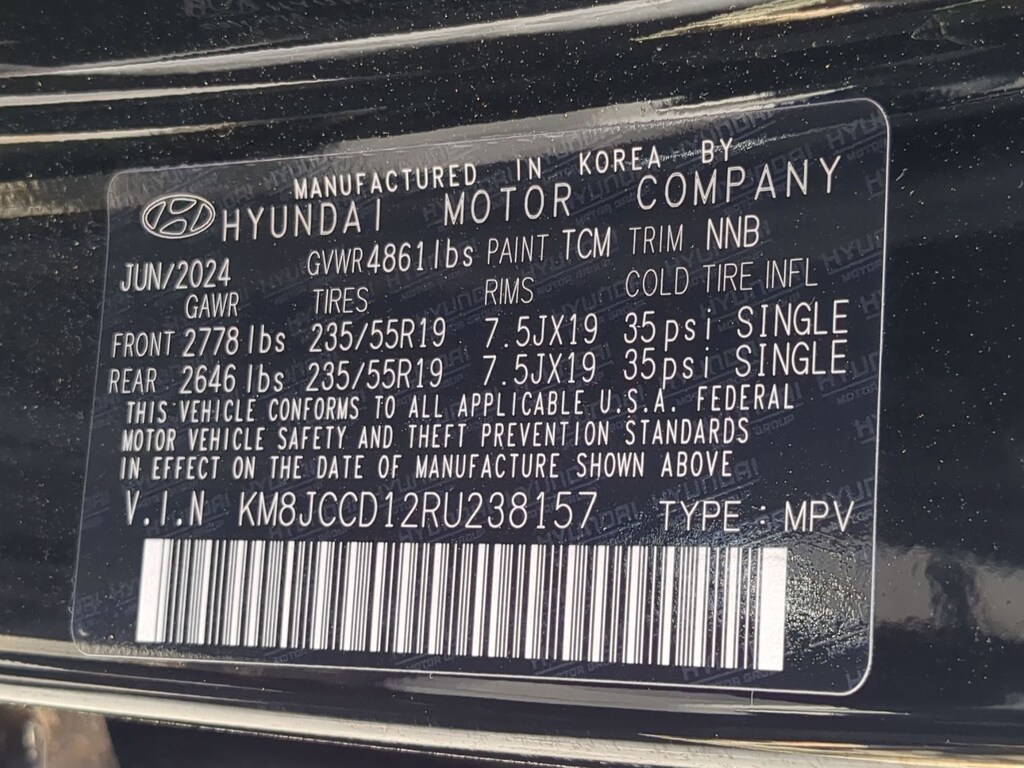 MANUFACTURED IN KOREA BY
HYUNDAI MOTOR COMPANY
JUN/2024 GVWR 4861lbs PAINT TCM TRIM NNB
GAWR TIRES RIMS COLD TIRE INFL
FRONT 2778 lbs 235/55R19 7.5JX19 35psi SINGLE
REAR 2646 lbs 235/55R19 7.5JX19 35psi SINGLE
THIS VEHICLE CONFORMS TO ALL APPLICABLE U.S.A. FEDERAL
MOTOR VEHICLE SAFETY AND THEFT PREVENTION STANDARDS
IN EFFECT ON THE DATE OF MANUFACTURE SHOWN ABOVE
V.I.N KM8JCCD12RU238157 TYPE : MPV